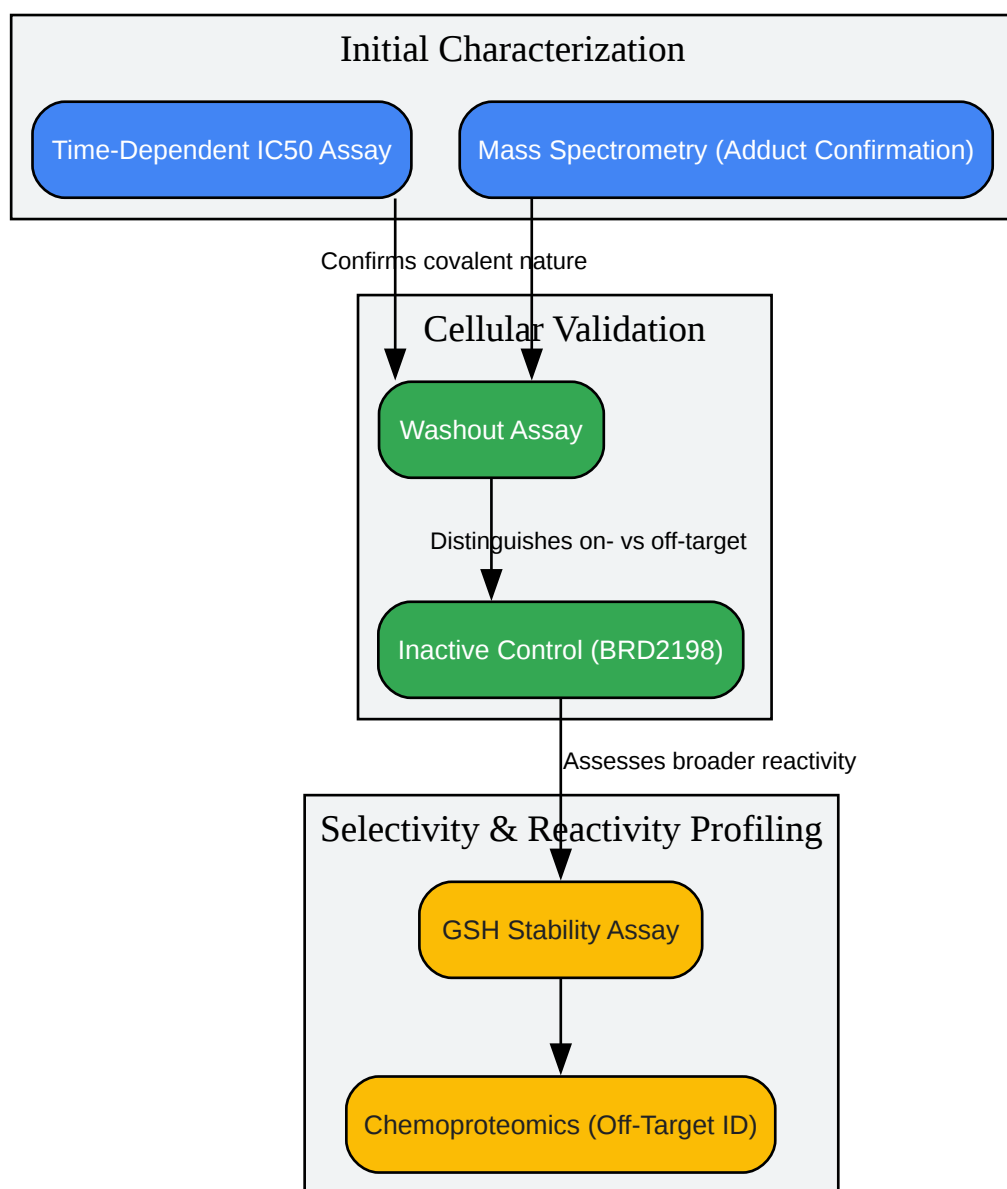 Initial Characterization
Time-Dependent IC50 Assay
Mass Spectrometry (Adduct Confirmation)
Confirms covalent nature
Cellular Validation
Washout Assay
Distinguishes on- vs off-target
Inactive Control (BRD2198)
Assesses broader reactivity
Selectivity & Reactivity Profiling
GSH Stability Assay
Chemoproteomics (Off-Target ID)